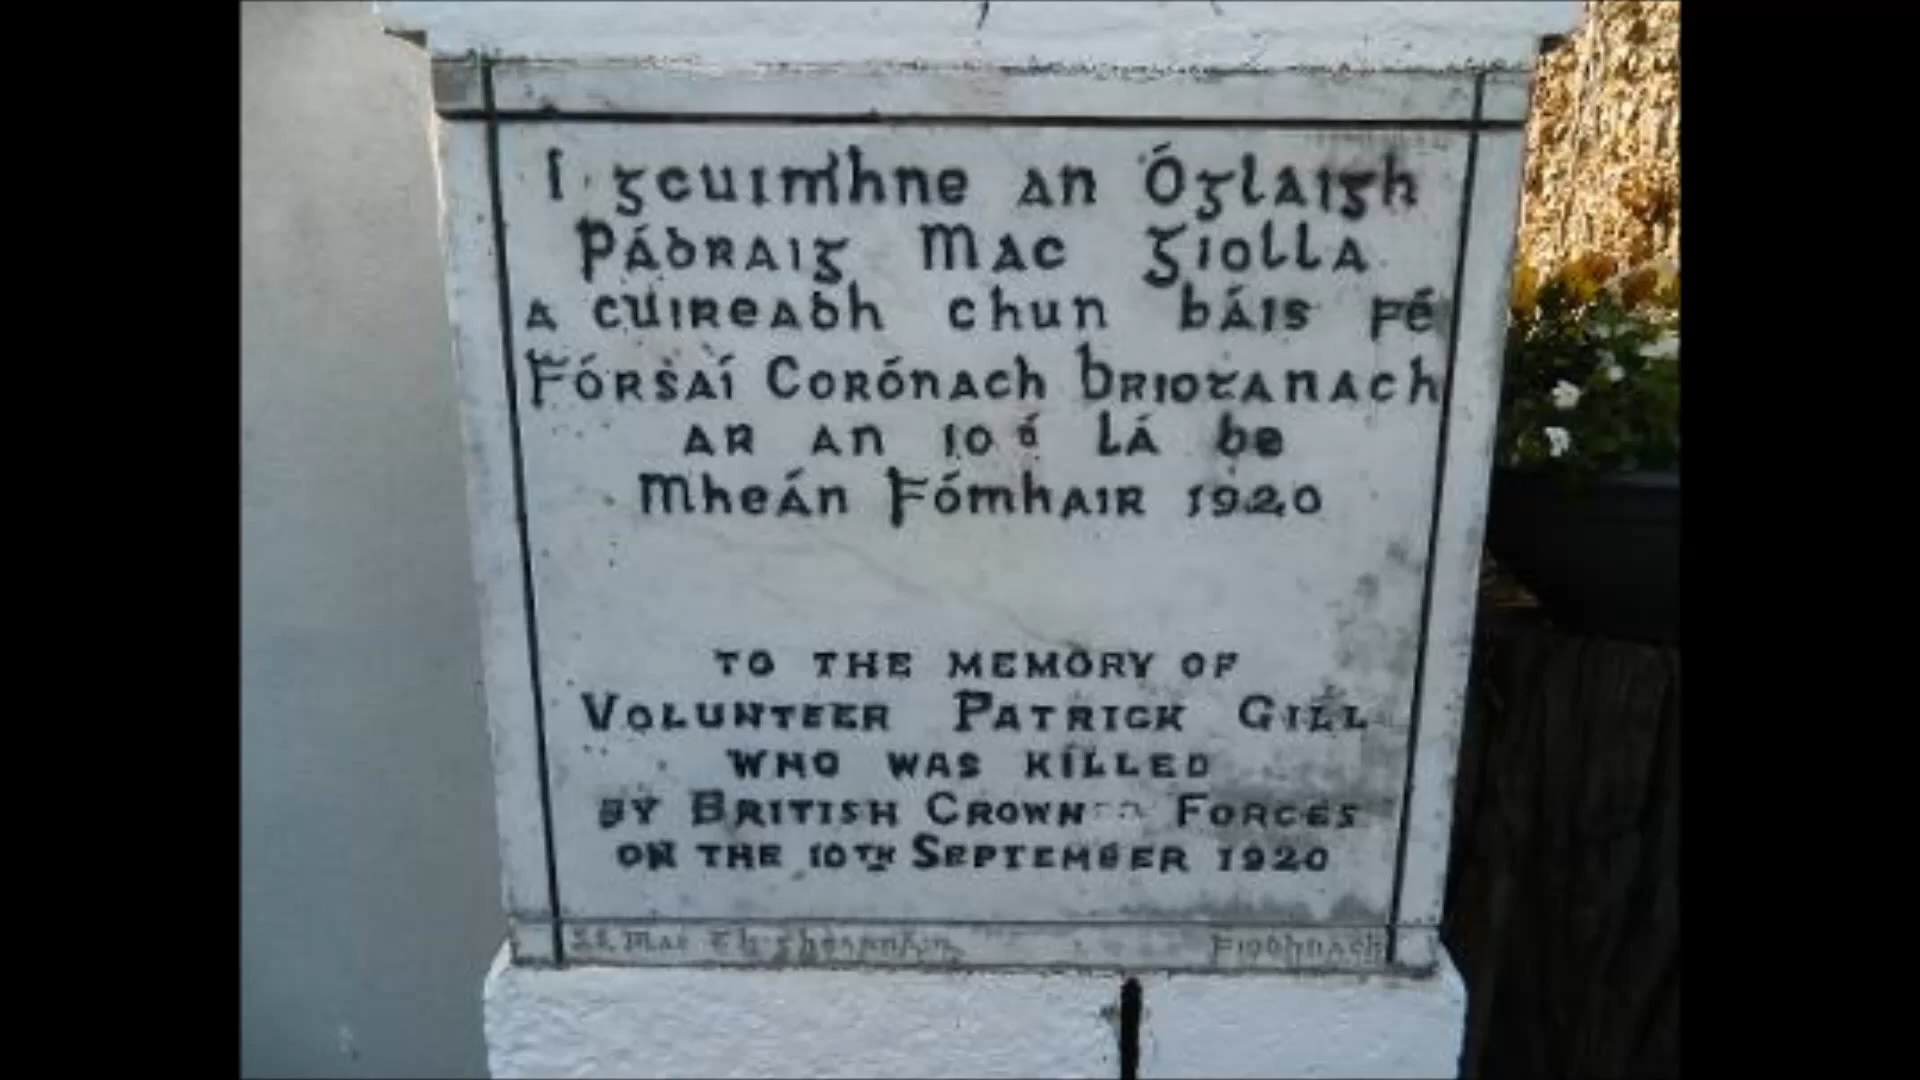 I gcuimhne an Óglaigh
Pádraig Mac Giolla
a cuireadh chun báis fé
Fórsaí Corónach Briotanach
ar an 10ú lá de
Mheán Fómhair 1920
TO THE MEMORY OF
VOLUNTEER PATRICK GILL
WHO WAS KILLED
BY BRITISH CROWN FORCES
ON THE 10TH SEPTEMBER 1920
Mac
Fiodhnach